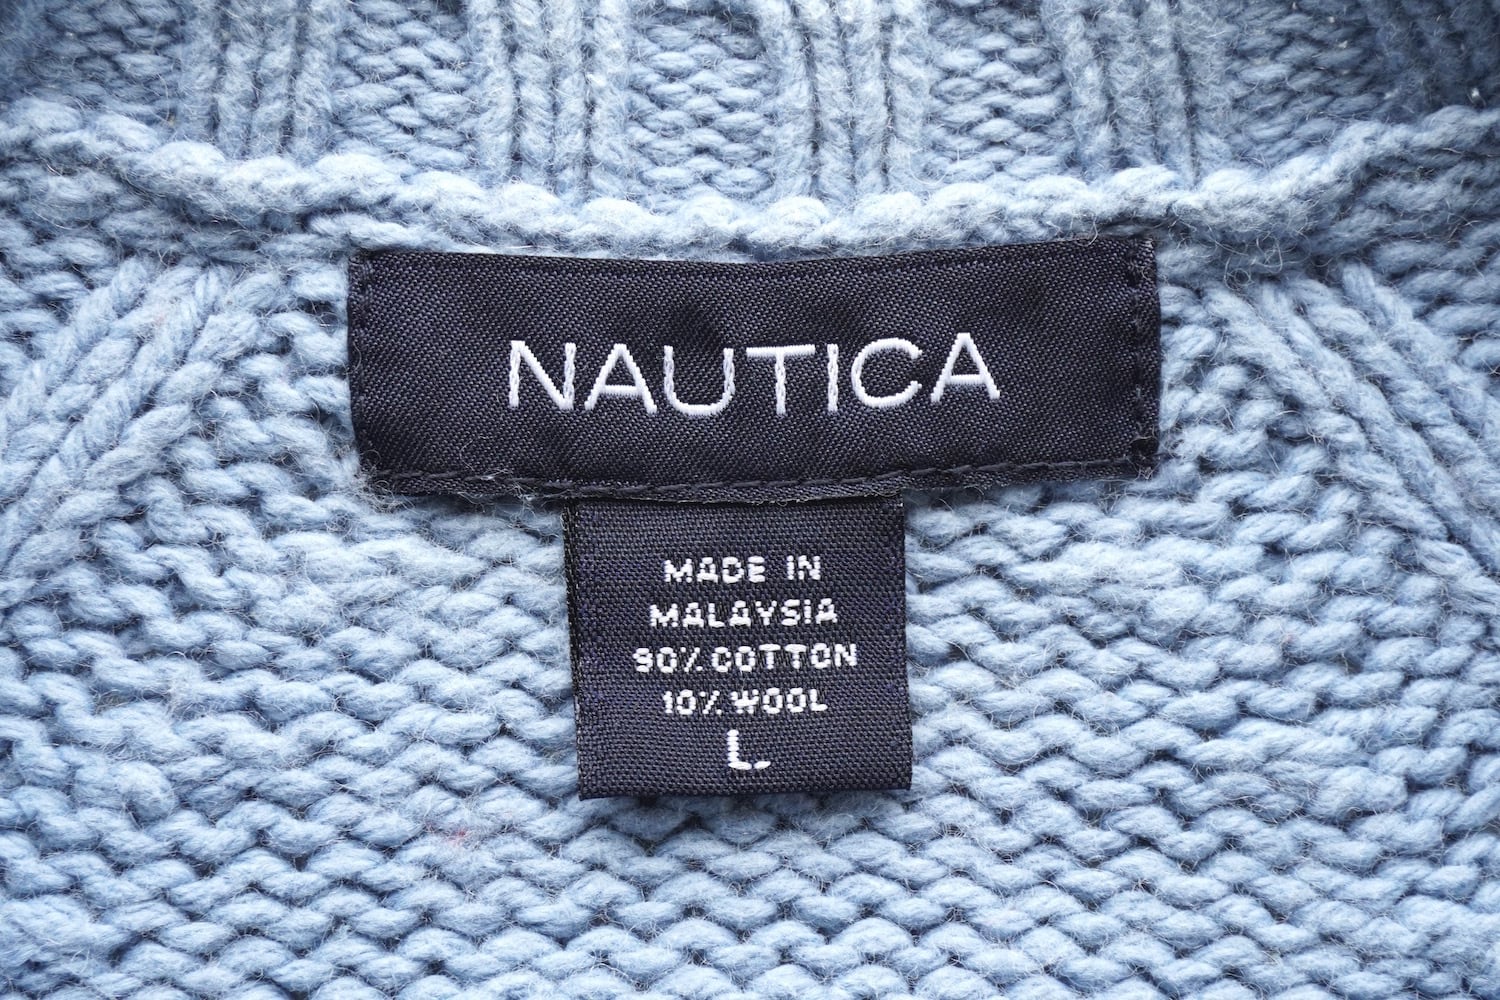 NAUTICA
MADE IN
MALAYSIA
90% COTTON
10% WOOL
L